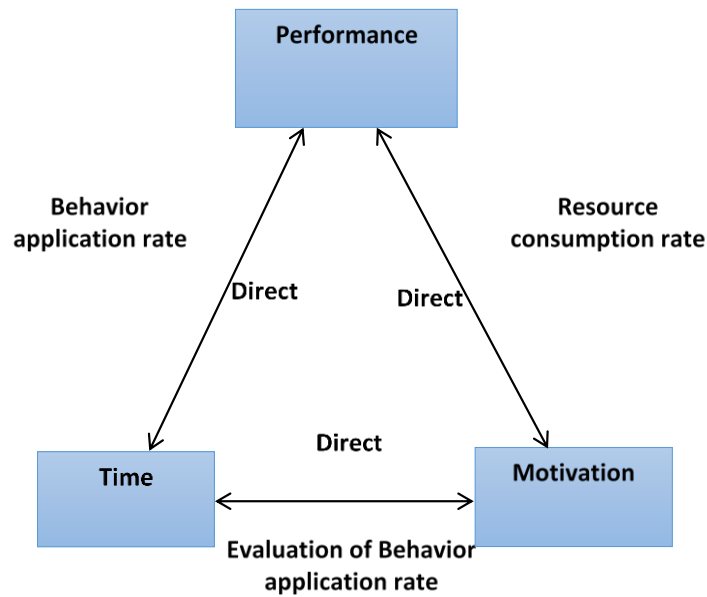 Performance
Behavior
application rate
Resource
consumption rate
Direct
Direct
Direct
Time
Motivation
Evaluation of Behavior
application rate